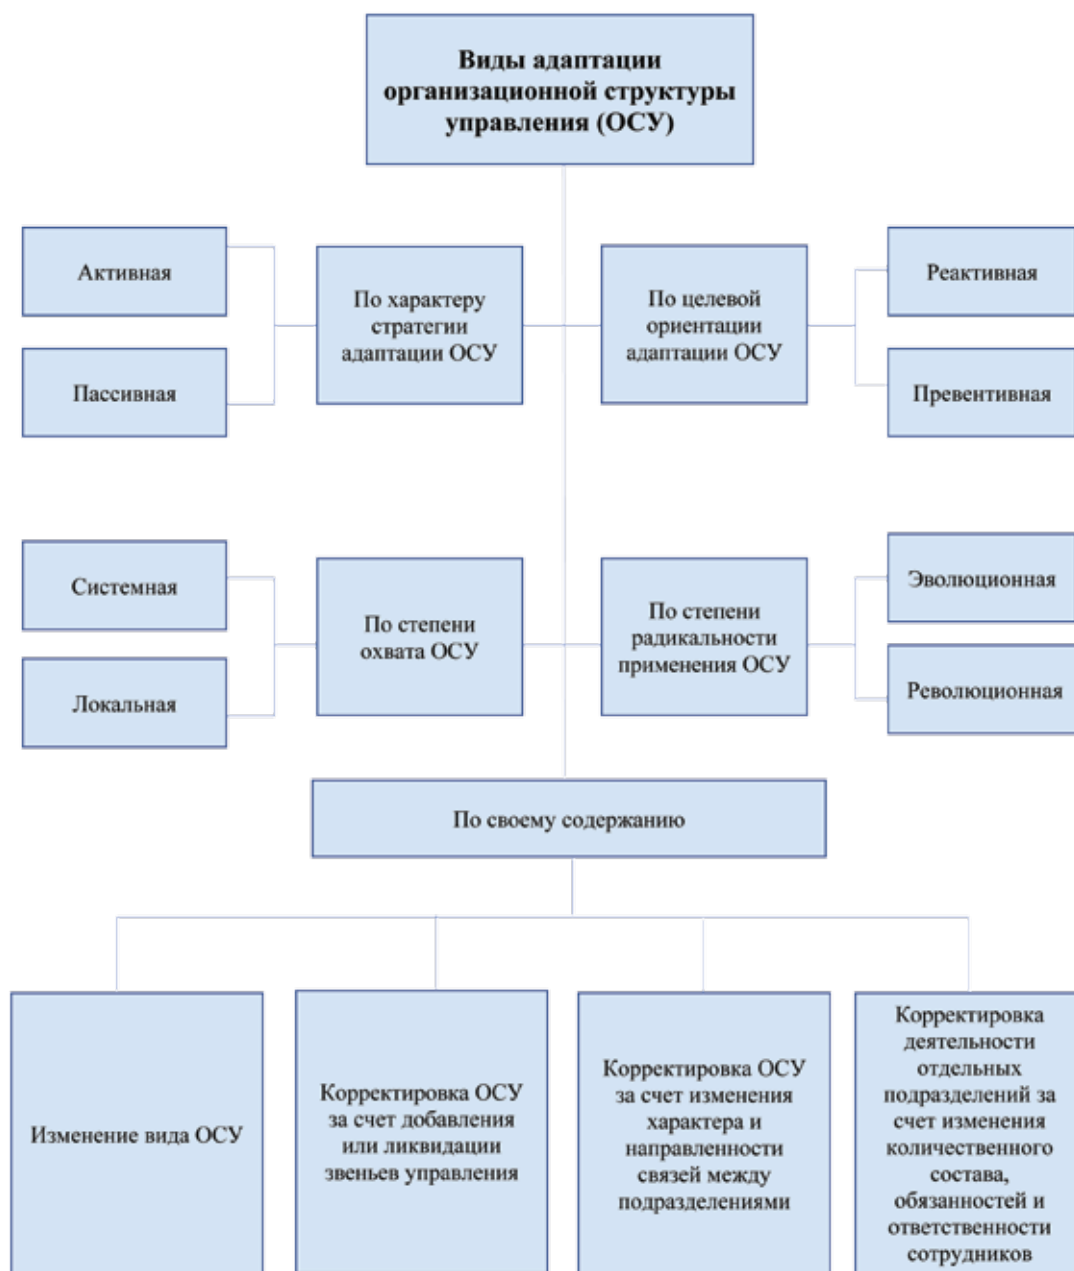 Виды адаптации
организационной структуры
управления (ОСУ)
Активная
Пассивная
По характеру
стратегии
адаптации ОСУ
По целевой
ориентации
адаптации ОСУ
Реактивная
Превентивная
Системная
Локальная
По степени
охвата ОСУ
По степени
радикальности
применения ОСУ
Эволюционная
Революционная
По своему содержанию
Изменение вида ОСУ
Корректировка ОСУ
за счет добавления
или ликвидации
звеньев управления
Корректировка ОСУ
за счет изменения
характера и
направленности
связей между
подразделениями
Корректировка
деятельности
отдельных
подразделений за
счет изменения
количественного
состава,
обязанностей и
ответственности
сотрудников